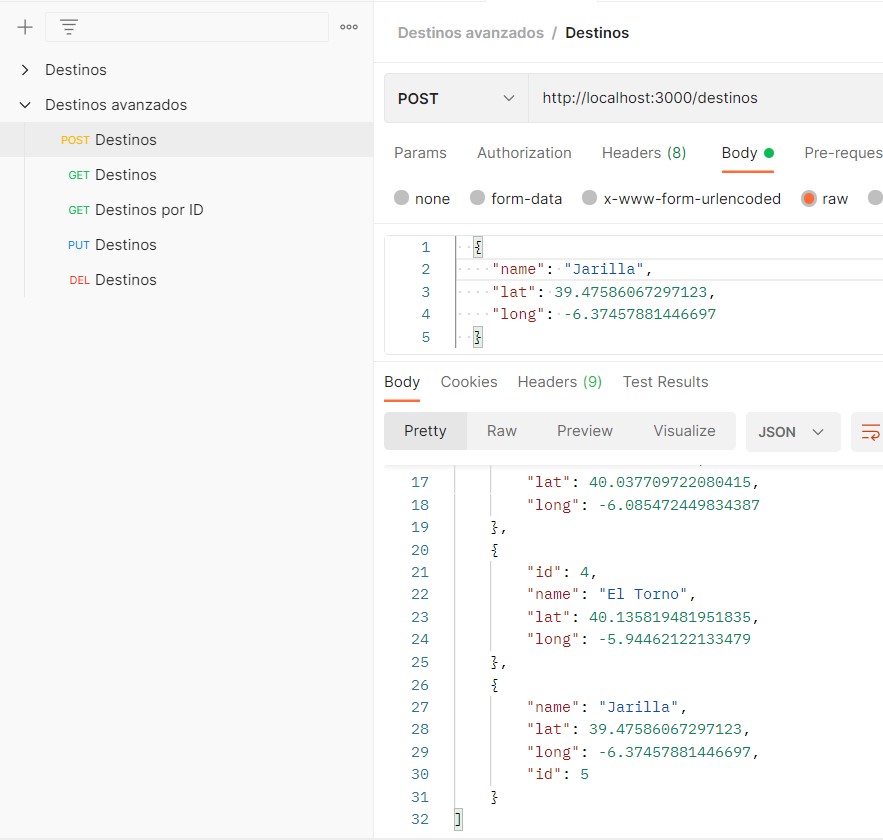 Destinos
Destinos avanzados
POST Destinos
GET Destinos
GET Destinos por ID
PUT Destinos
DEL Destinos
Destinos avanzados / Destinos
POST http://localhost:3000/destinos
Params Authorization Headers (8) Body Pre-reques
none form-data x-www-form-urlencoded raw
1 {
2 "name": "Jarilla",
3 "lat": 39.47586067297123,
4 "long": -6.37457881446697
5 }
Body Cookies Headers (9) Test Results
Pretty Raw Preview Visualize JSON
17 "lat": 40.037709722080415,
18 "long": -6.085472449834387
19 },
20 {
21 "id": 4,
22 "name": "El Torno",
23 "lat": 40.135819481951835,
24 "long": -5.94462122133479
25 },
26 {
27 "name": "Jarilla",
28 "lat": 39.47586067297123,
29 "long": -6.37457881446697,
30 "id": 5
31 }
32 ]